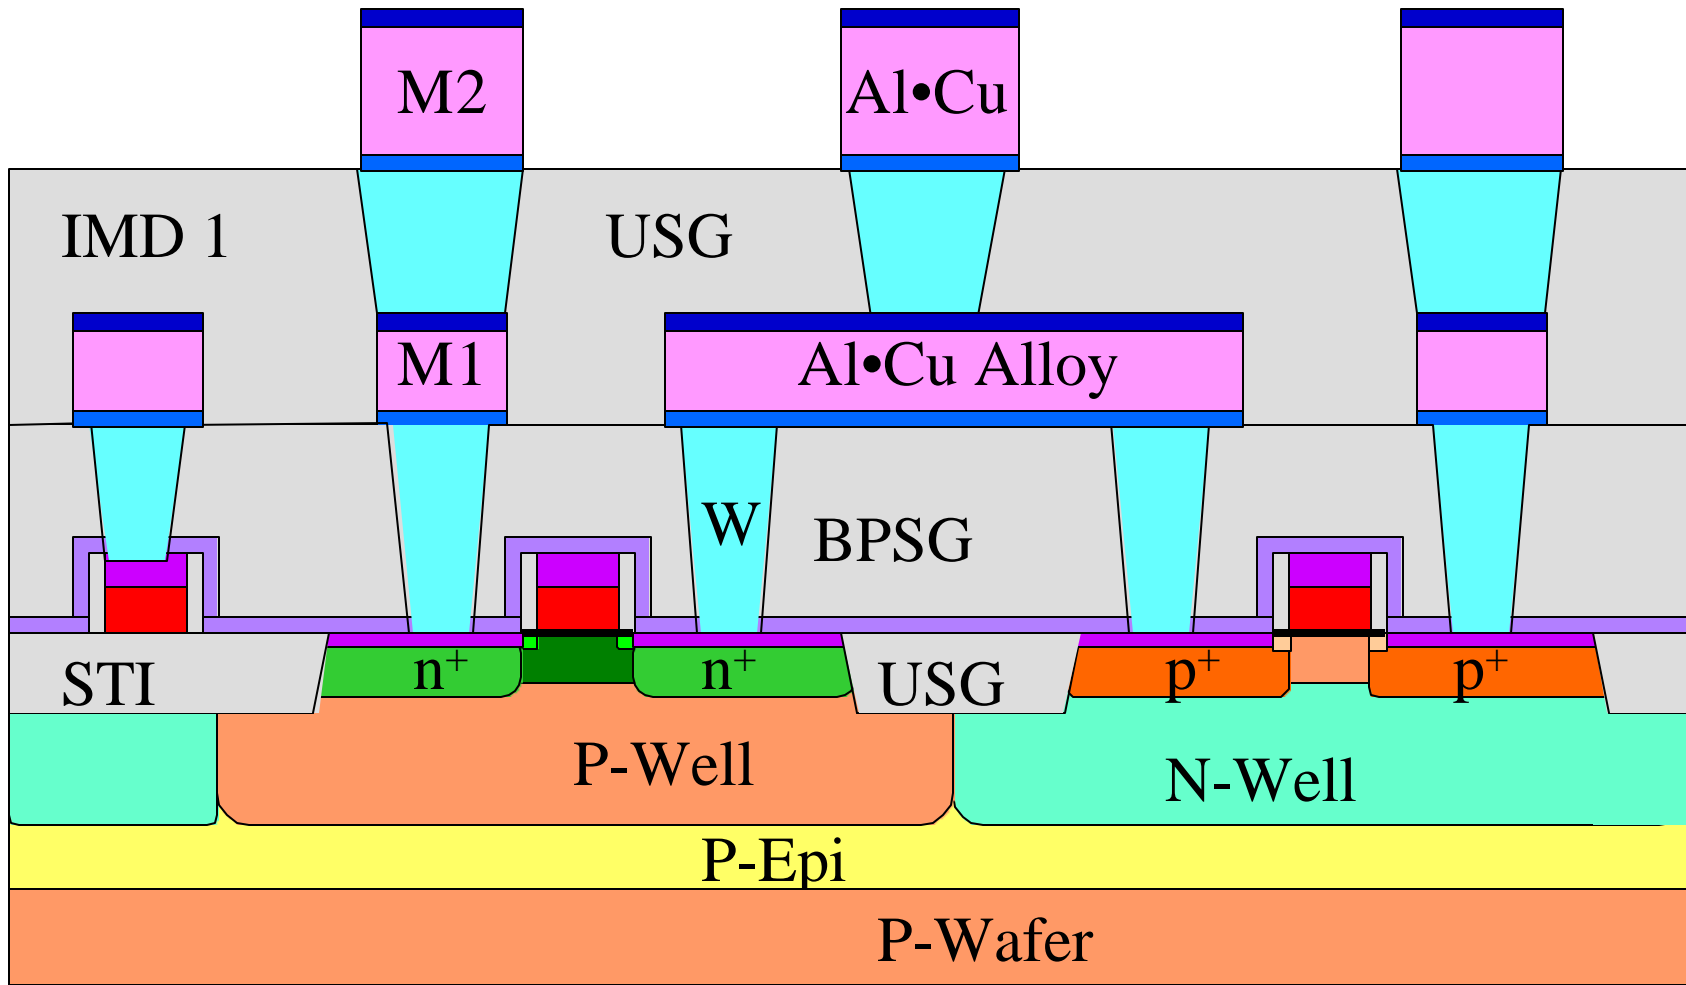 M2
Al•Cu
IMD 1
USG
M1
Al•Cu Alloy
W
BPSG
STI
n⁺
n⁺
USG
p⁺
p⁺
P-Well
N-Well
P-Epi
P-Wafer